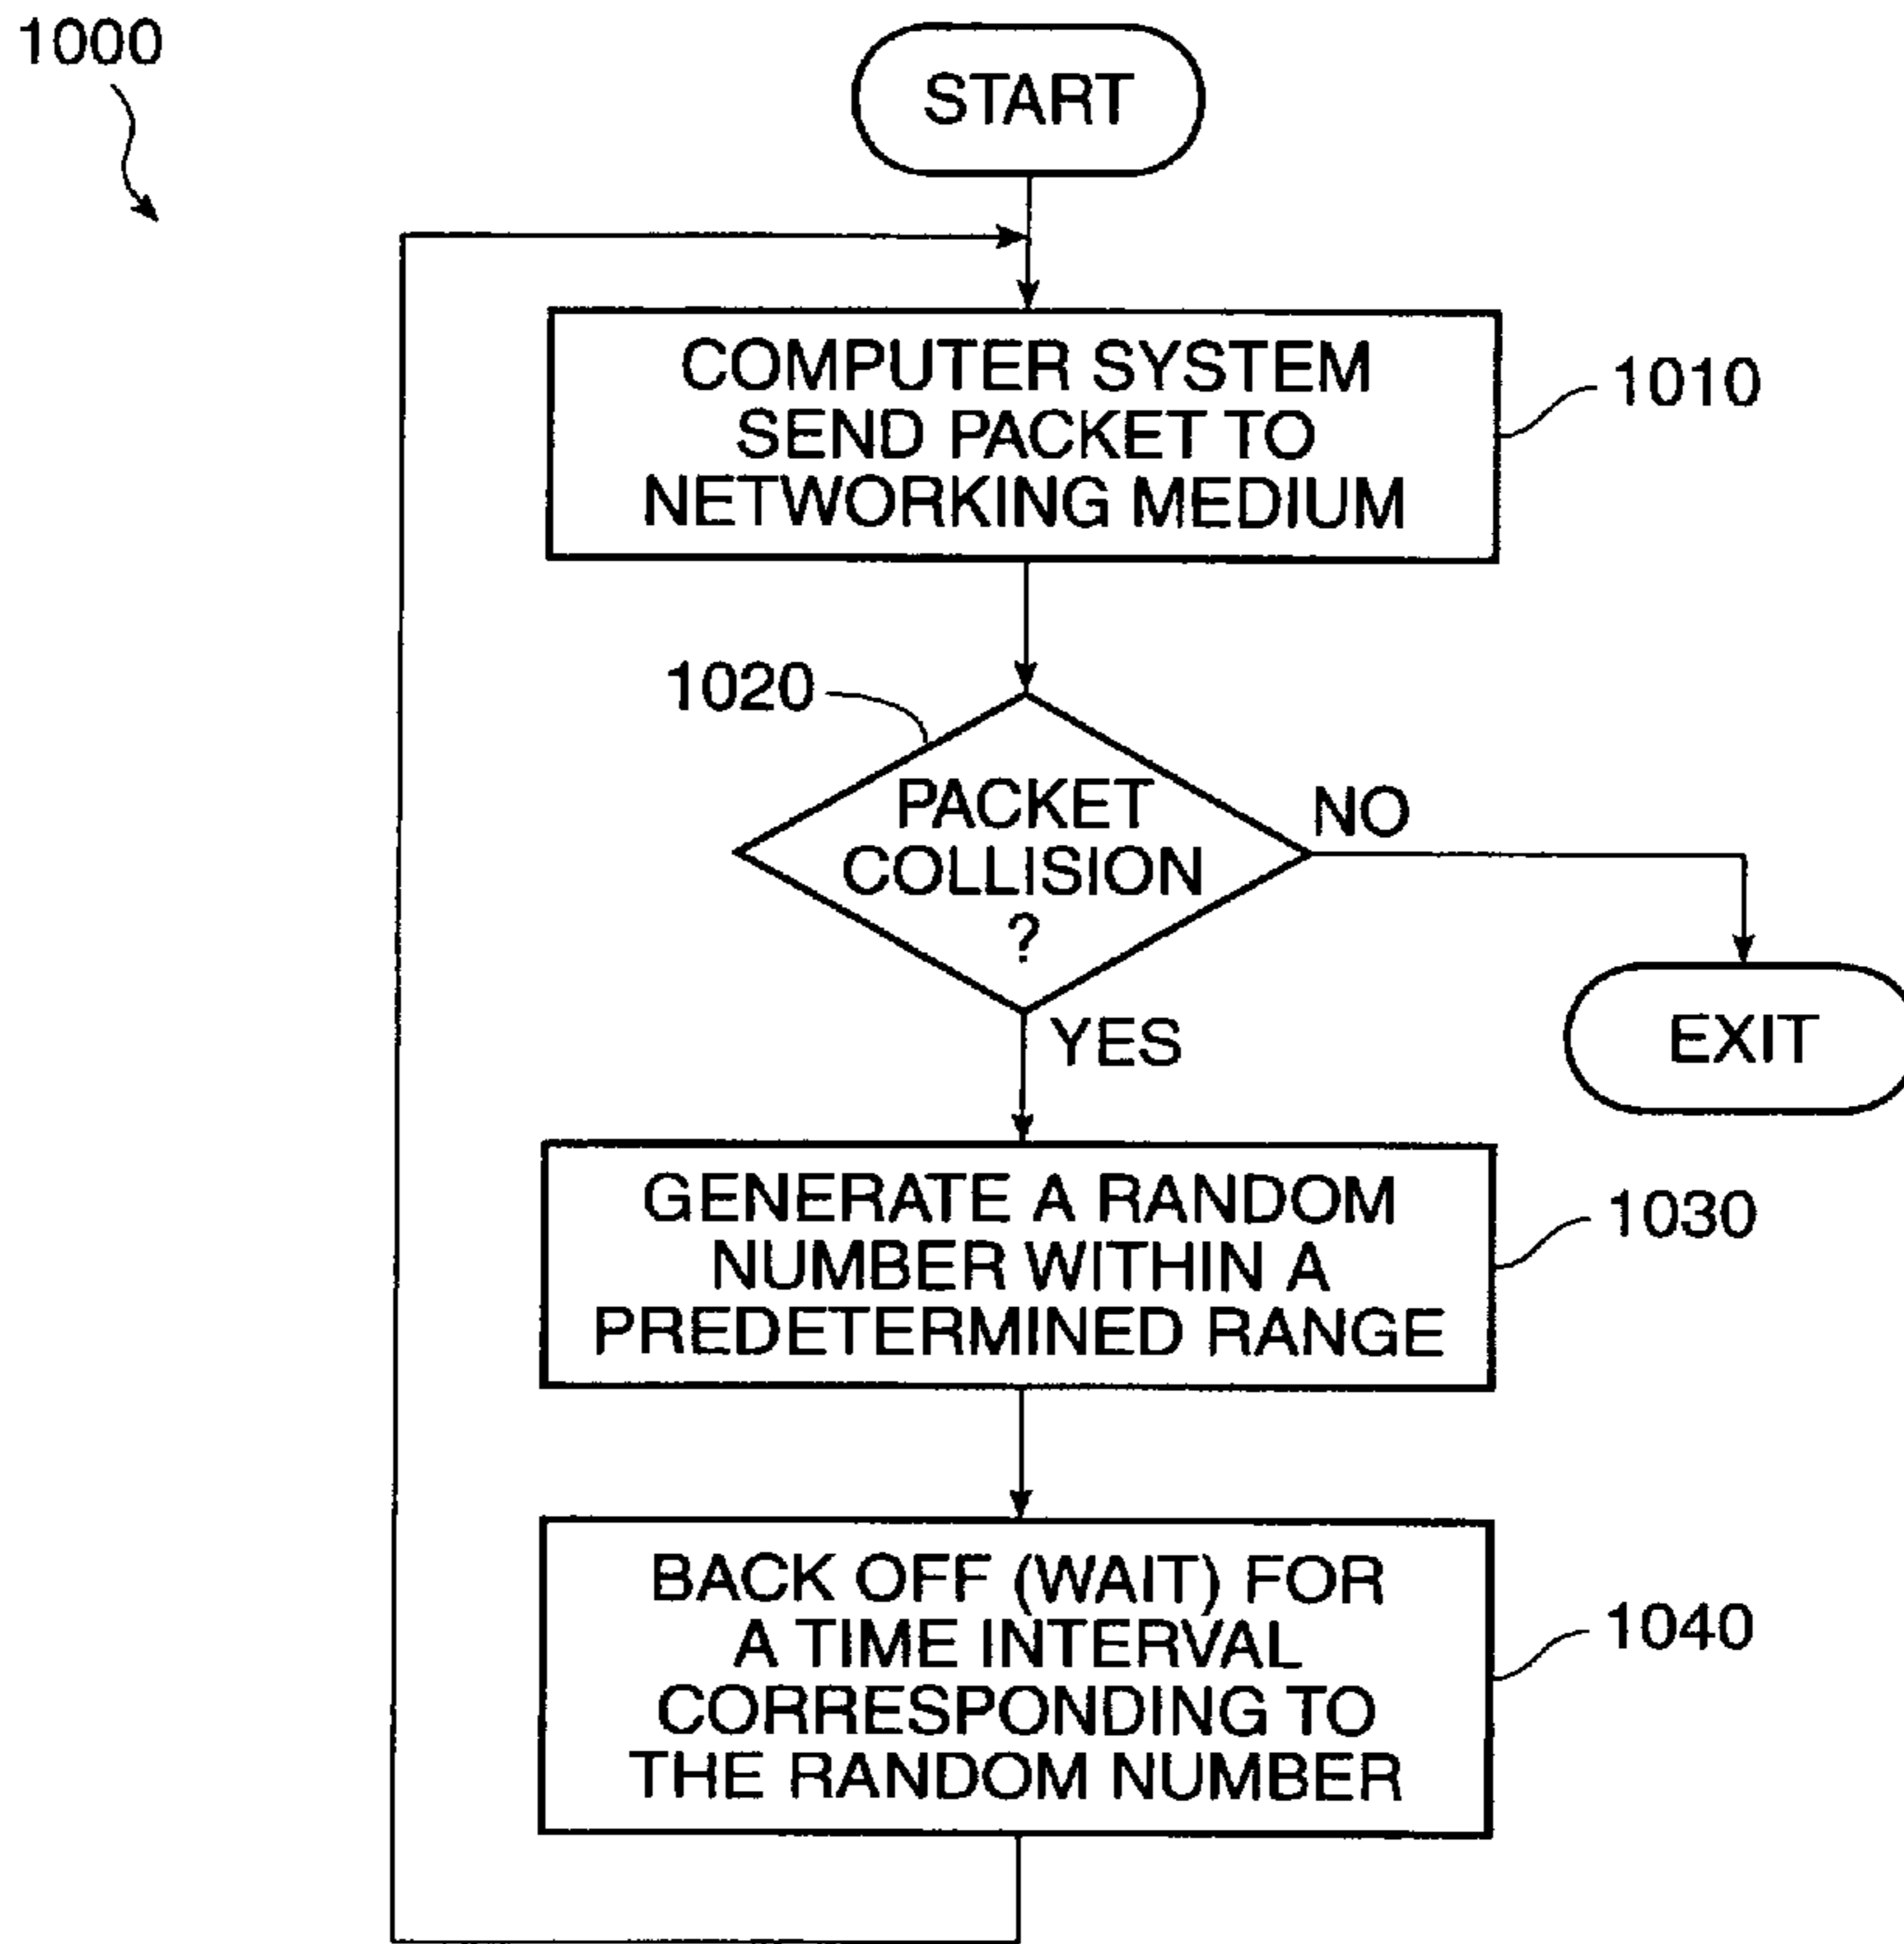 1000
START
COMPUTER SYSTEM
SEND PACKET TO
NETWORKING MEDIUM
1010
1020
PACKET
COLLISION
?
NO
YES
EXIT
GENERATE A RANDOM
NUMBER WITHIN A
PREDETERMINED RANGE
1030
BACK OFF (WAIT) FOR
A TIME INTERVAL
CORRESPONDING TO
THE RANDOM NUMBER
1040